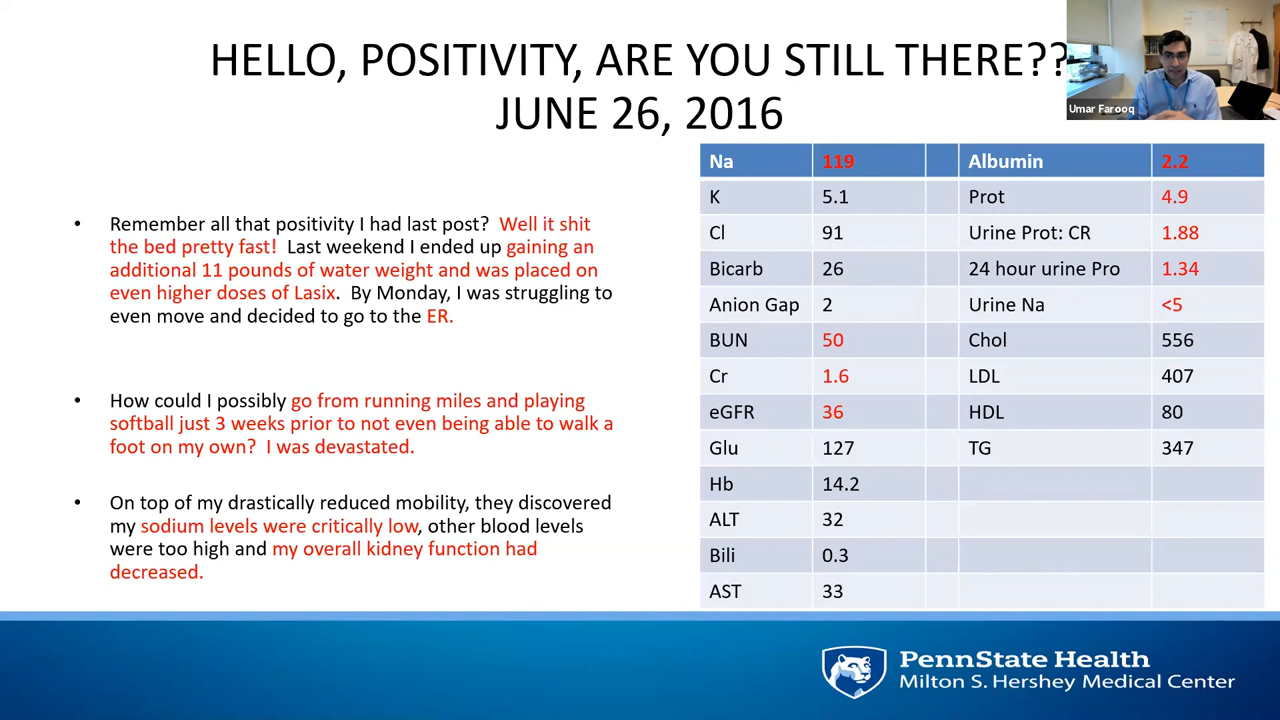 HELLO, POSITIVITY, ARE YOU STILL THERE??
JUNE 26, 2016
Umar Farooq
• Remember all that positivity I had last post? Well it shit
the bed pretty fast! Last weekend I ended up gaining an
additional 11 pounds of water weight and was placed on
even higher doses of Lasix. By Monday, I was struggling to
even move and decided to go to the ER.
• How could I possibly go from running miles and playing
softball just 3 weeks prior to not even being able to walk a
foot on my own? I was devastated.
• On top of my drastically reduced mobility, they discovered
my sodium levels were critically low, other blood levels
were too high and my overall kidney function had
decreased.
Na 119 Albumin 2.2
K 5.1 Prot 4.9
Cl 91 Urine Prot: CR 1.88
Bicarb 26 24 hour urine Pro 1.34
Anion Gap 2 Urine Na <5
BUN 50 Chol 556
Cr 1.6 LDL 407
eGFR 36 HDL 80
Glu 127 TG 347
Hb 14.2
ALT 32
Bili 0.3
AST 33
PennState Health
Milton S. Hershey Medical Center